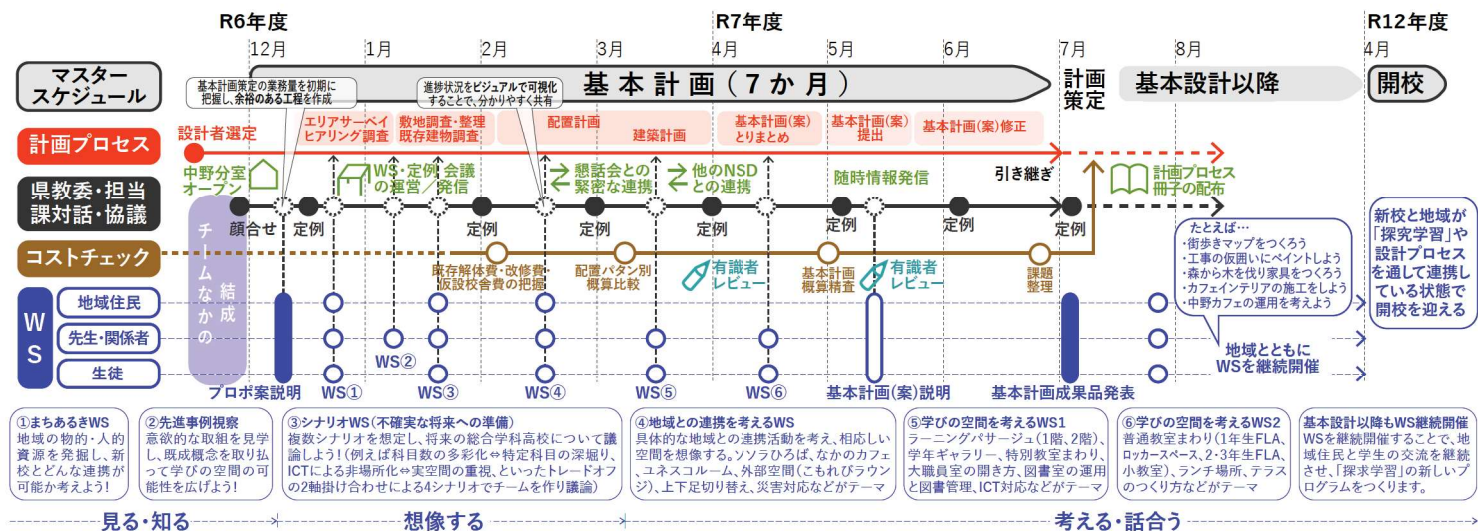 R6年度
R7年度
R12年度
12月
1月
2月
3月
4月
5月
6月
7月
8月
4月
マスター
スケジュール
基本計画(7か月)
計画
策定
基本設計以降
開校
基本計画策定の業務量を初期に
把握し、余裕のある工程を作成
進捗状況をビジュアルで可視化
することで、分かりやすく共有
計画プロセス
設計者選定
エリアサーベイ
ヒアリング調査
敷地調査・整理
既存建物調査
配置計画
建築計画
基本計画(案)
とりまとめ
基本計画(案)
提出
基本計画(案)修正
県教委・担当
課対話・協議
中野分室
オープン
WS・定例会議
の運営/発信
懇話会との
緊密な連携
他のNSD
との連携
随時情報発信
引き継ぎ
計画プロセス
冊子の配布
顔合せ
定例
定例
定例
定例
定例
定例
定例
チームなかの
結成
コストチェック
既存解体費・改修費・
仮設校舎費の把握
配置パタン別
概算比較
有識者
レビュー
基本計画
概算精査
有識者
レビュー
課題
整理
たとえば…
・街歩きマップをつくろう
・工事の仮囲いにペイントしよう
・森から木を伐り家具をつくろう
・カフェインテリアの施工をしよう
・中野カフェの運用を考えよう
新校と地域が
「探究学習」や
設計プロセス
を通して連携し
ている状態で
開校を迎える
WS
地域住民
先生・関係者
生徒
プロポ案説明
WS①
WS②
WS③
WS④
WS⑤
WS⑥
基本計画(案)説明
基本計画成果品発表
地域とともに
WSを継続開催
①まちあるきWS
地域の物的・人的
資源を発掘し、新
校とどんな連携が
可能か考えよう!
②先進事例視察
意欲的な取組を見学
し、既成概念を取り払
って学びの空間の可
能性を広げよう!
③シナリオWS(不確実な将来への準備)
複数シナリオを想定し、将来の総合学科高校について議
論しよう!(例えば科目数の多彩化⇔特定科目の深掘り、
ICTによる非場所化⇔実空間の重視、といったトレードオフ
の2軸掛け合わせによる4シナリオでチームを作り議論)
④地域との連携を考えるWS
具体的な地域との連携活動を考え、相応しい
空間を想像する。ソソラひろば、なかのカフェ、
ユネスコルーム、外部空間(こもれびラウン
ジ)、上下足切り替え、災害対応などがテーマ
⑤学びの空間を考えるWS1
ラーニングパサージュ(1階、2階)、
学年ギャラリー、特別教室まわり、
大職員室の開き方、図書室の運用
と図書管理、ICT対応などがテーマ
⑥学びの空間を考えるWS2
普通教室まわり(1年生FLA、
ロッカースペース、2・3年生FLA、
小教室)、ランチ場所、テラス
のつくり方などがテーマ
基本設計以降もWS継続開催
WSを継続開催することで、地
域住民と学生の交流を継続
させ、「探求学習」の新しいプ
ログラムをつくります。
見る・知る
想像する
考える・話合う